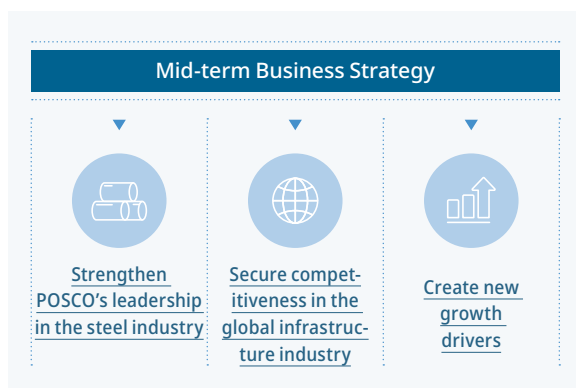 Mid-term Business Strategy
Strengthen
POSCO's leadership
in the steel industry
Secure compet-
itiveness in the
global infrastruc-
ture industry
Create new
growth
drivers